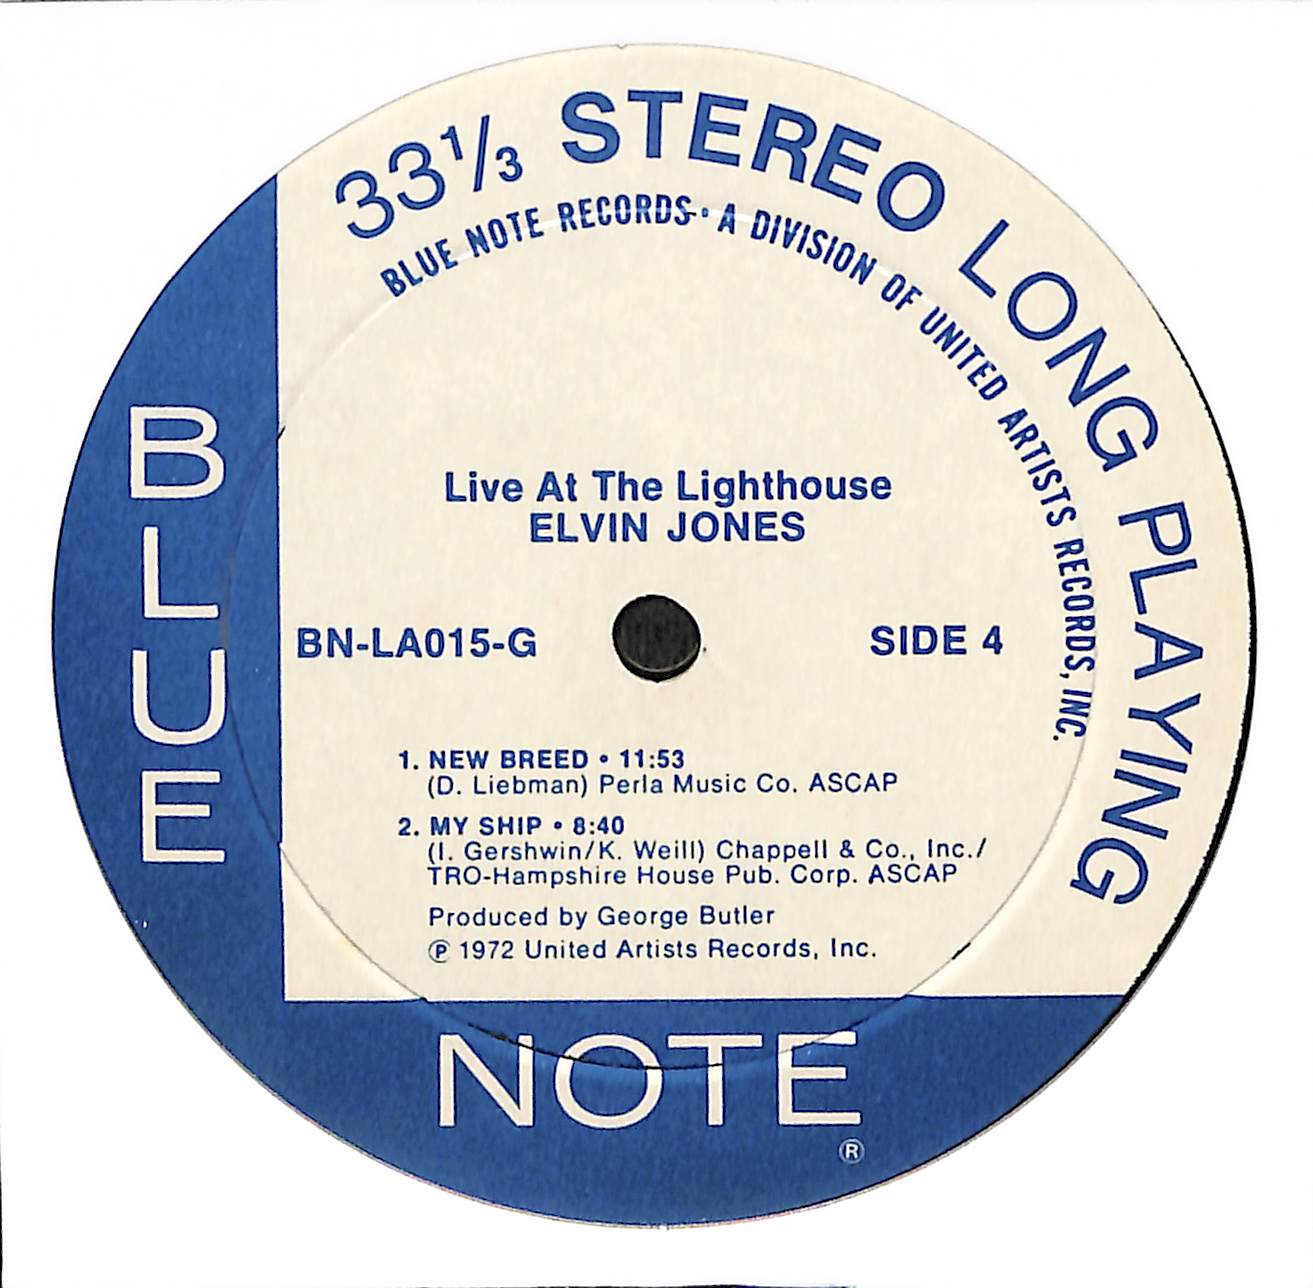 33⅓ STEREO LONG PLAYING
BLUE NOTE RECORDS • A DIVISION OF UNITED ARTISTS RECORDS, INC.
BLUE
Live At The Lighthouse
ELVIN JONES
BN-LA015-G
SIDE 4
1. NEW BREED • 11:53
(D. Liebman) Perla Music Co. ASCAP
2. MY SHIP • 8:40
(I. Gershwin/K. Weill) Chappell & Co., Inc./
TRO-Hampshire House Pub. Corp. ASCAP
Produced by George Butler
℗ 1972 United Artists Records, Inc.
NOTE
®